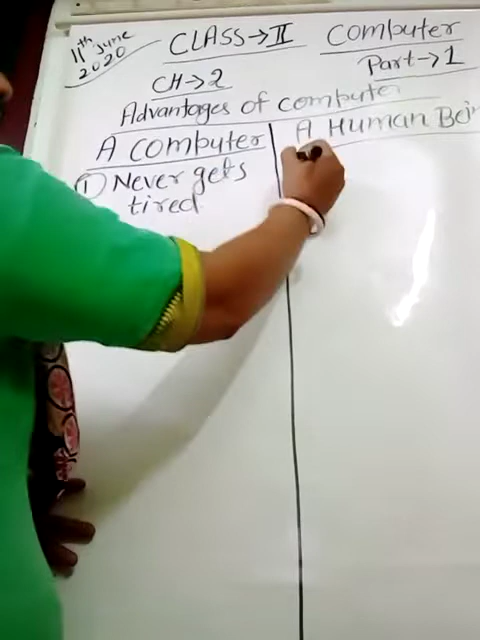 11th June
2020
CLASS→II Computer
CH→2 Part→1
Advantages of computer
A computer
A Human Bein
① Never gets
tired